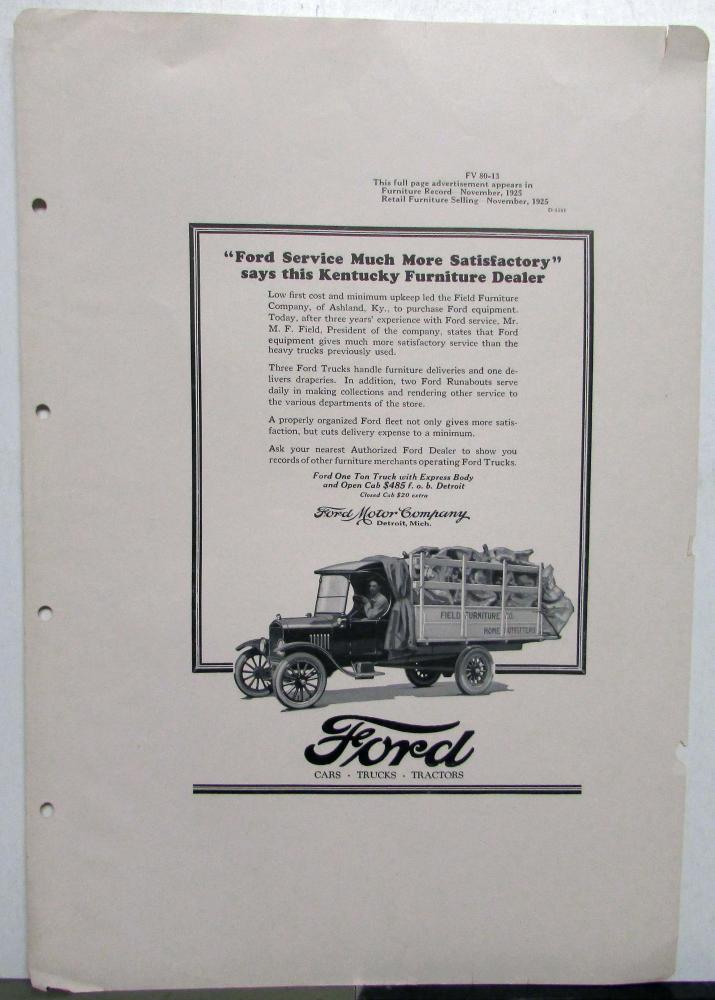 FV 80-13
This full page advertisement appears in
Furniture Record November, 1925
Retail Furniture Selling November, 1925
“Ford Service Much More Satisfactory”
says this Kentucky Furniture Dealer
Low first cost and minimum upkeep led the Field Furniture
Company, of Ashland, Ky., to purchase Ford equipment.
Today, after three years' experience with Ford service, Mr.
M. F. Field, President of the company, states that Ford
equipment gives much more satisfactory service than the
heavy trucks previously used.
Three Ford Trucks handle furniture deliveries and one de-
livers draperies. In addition, two Ford Runabouts serve
daily in making collections and rendering other service to
the various departments of the store.
A properly organized Ford fleet not only gives more satis-
faction, but cuts delivery expense to a minimum.
Ask your nearest Authorized Ford Dealer to show you
records of other furniture merchants operating Ford Trucks.
Ford One Ton Truck with Express Body
and Open Cab $485 f. o. b. Detroit
Closed Cab $20 extra
Ford Motor Company
Detroit, Mich.
FIELD FURNITURE CO.
HOME OUTFITTERS
Ford
CARS · TRUCKS · TRACTORS